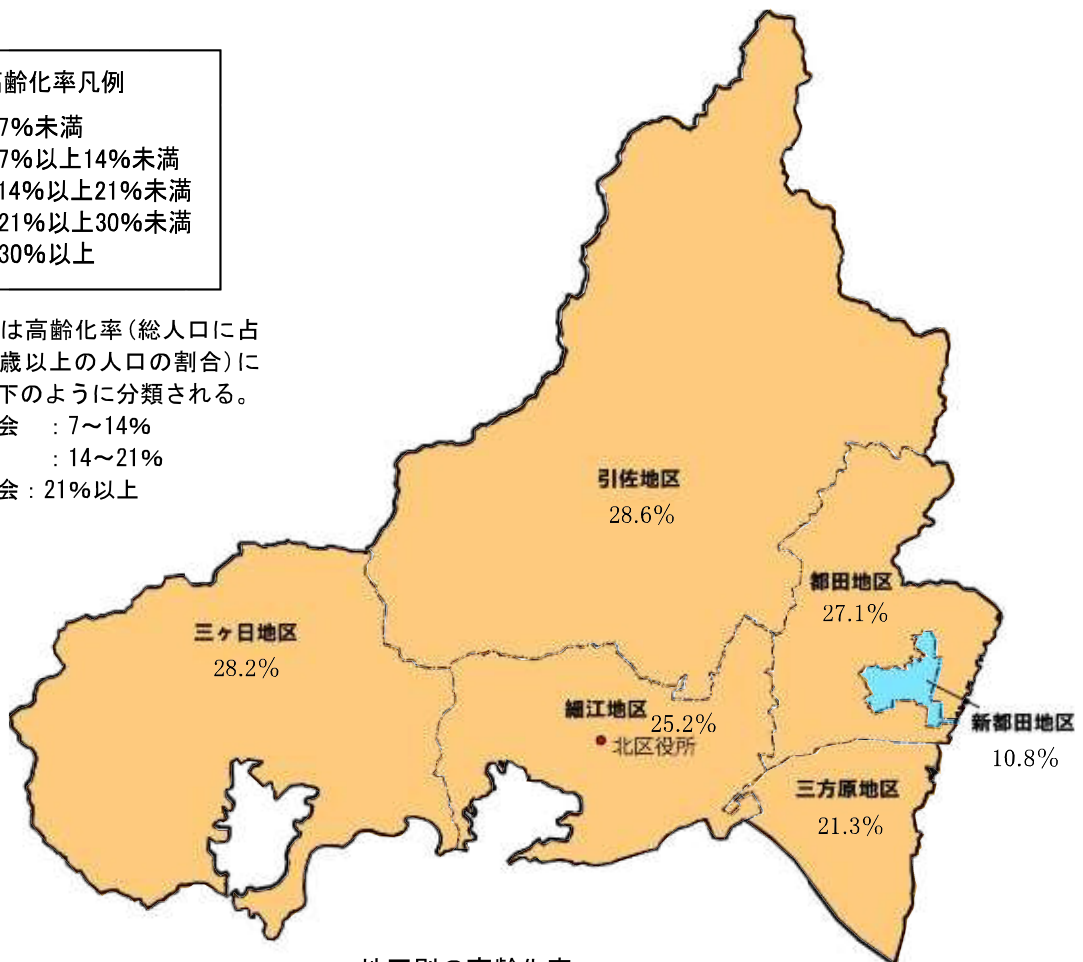 齢化率凡例
7%未満
7%以上14%未満
14%以上21%未満
21%以上30%未満
30%以上
は高齢化率(総人口に占
歳以上の人口の割合)に
下のように分類される。
会 :7〜14%
:14〜21%
会:21%以上
引佐地区
28.6%
都田地区
27.1%
三ヶ日地区
28.2%
細江地区
25.2%
北区役所
新都田地区
10.8%
三方原地区
21.3%